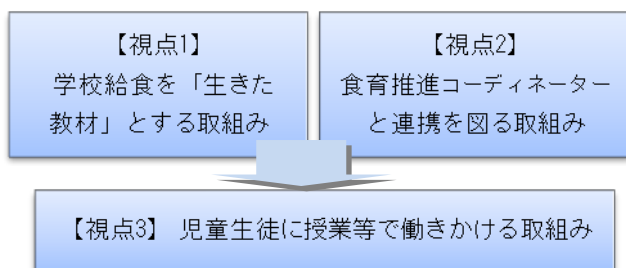 【視点1】
学校給食を「生きた
教材」とする取組み
【視点2】
食育推進コーディネーター
と連携を図る取組み
【視点3】 児童生徒に授業等で働きかける取組み